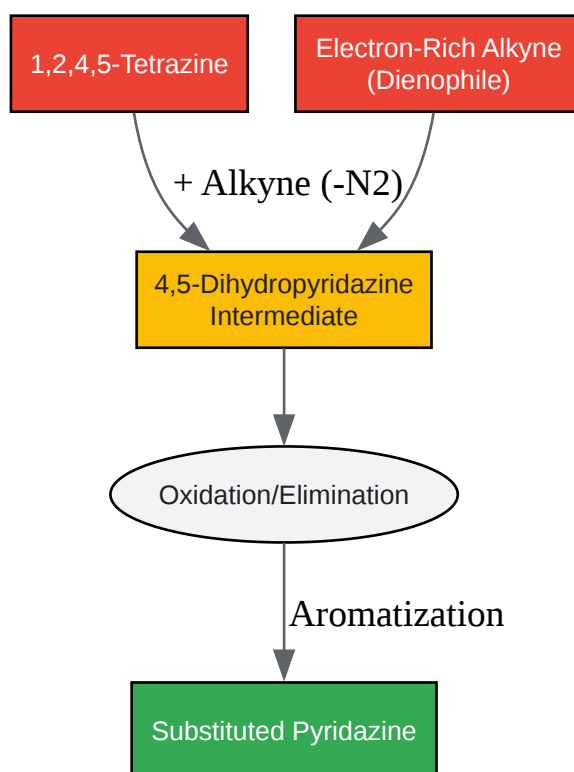 1,2,4,5-Tetrazine
Electron-Rich Alkyne
(Dienophile)
+ Alkyne (-N2)
4,5-Dihydropyridazine
Intermediate
Oxidation/Elimination
Aromatization
Substituted Pyridazine